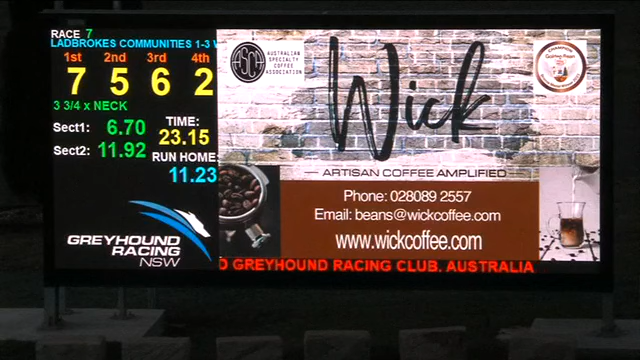 RACE 7
LADBROKES COMMUNITIES 1-3 W
1st 2nd 3rd 4th
7 5 6 2
3 3/4 x NECK
Sect1: 6.70
Sect2: 11.92
TIME:
23.15
RUN HOME:
11.23
GREYHOUND
RACING
NSW
ASCA
AUSTRALIAN
SPECIALTY
COFFEE
ASSOCIATION
Wick
ARTISAN COFFEE AMPLIFIED
Phone: 028089 2557
Email: beans@wickcoffee.com
www.wickcoffee.com
D GREYHOUND RACING CLUB. AUSTRALIA